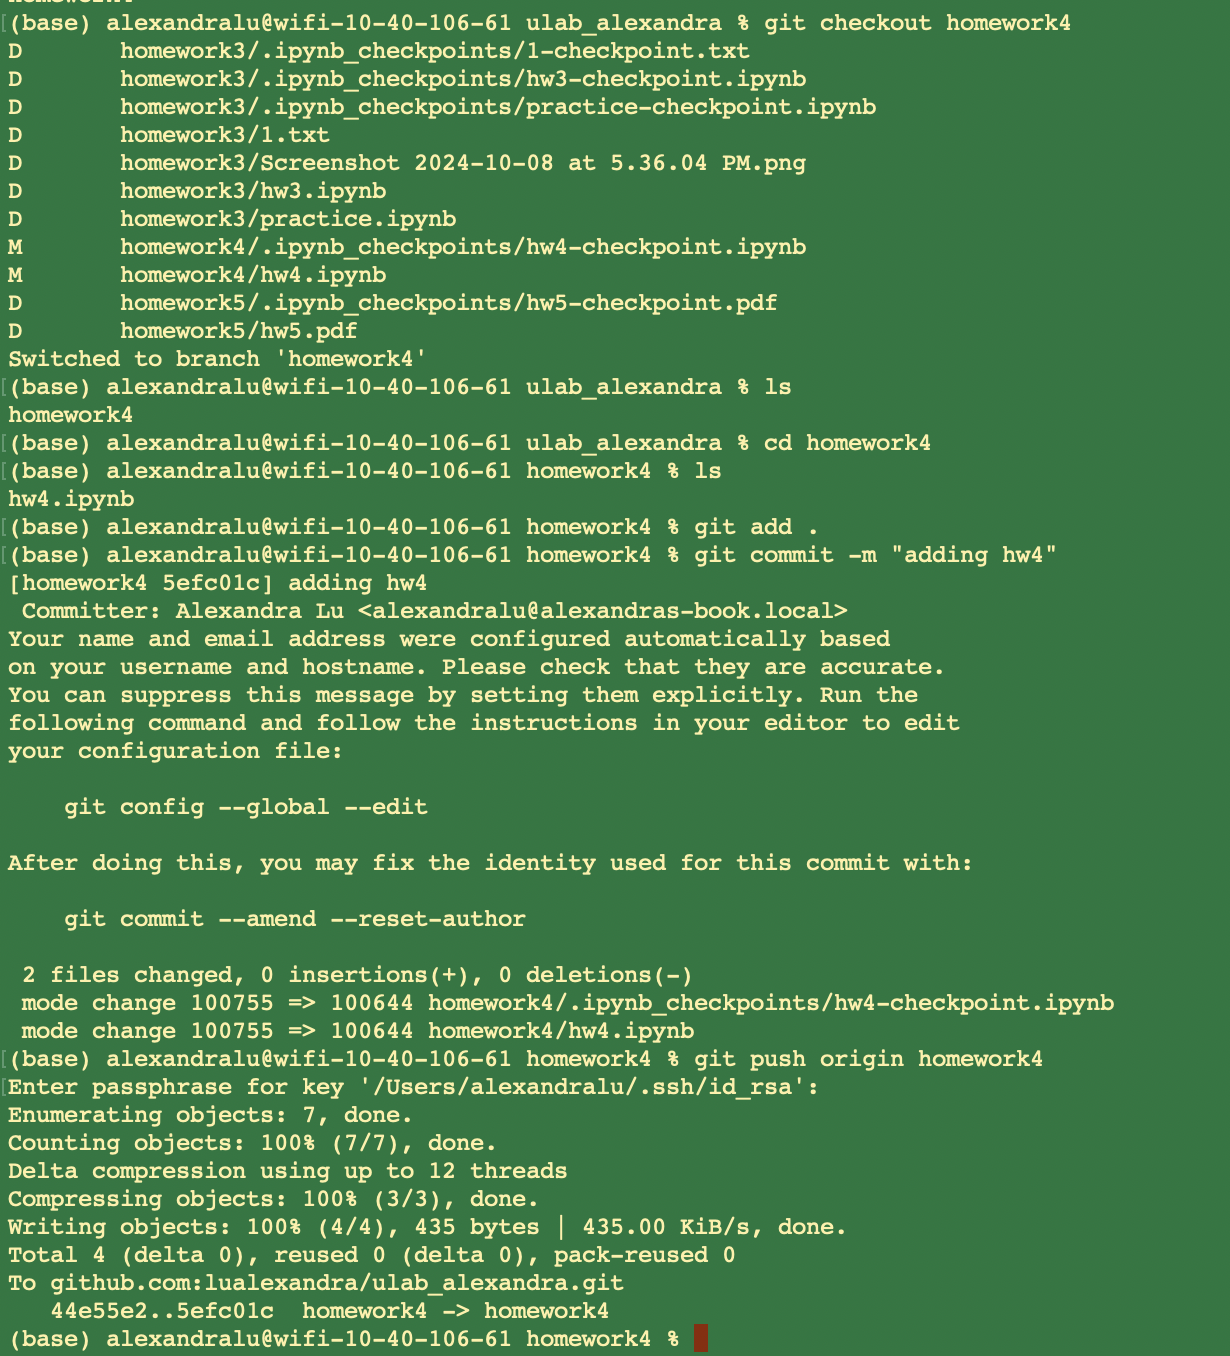 (base) alexandralu@wifi-10-40-106-61 ulab_alexandra % git checkout homework4
D       homework3/.ipynb_checkpoints/1-checkpoint.txt
D       homework3/.ipynb_checkpoints/hw3-checkpoint.ipynb
D       homework3/.ipynb_checkpoints/practice-checkpoint.ipynb
D       homework3/1.txt
D       homework3/Screenshot 2024-10-08 at 5.36.04 PM.png
D       homework3/hw3.ipynb
D       homework3/practice.ipynb
M       homework4/.ipynb_checkpoints/hw4-checkpoint.ipynb
M       homework4/hw4.ipynb
D       homework5/.ipynb_checkpoints/hw5-checkpoint.pdf
D       homework5/hw5.pdf
Switched to branch 'homework4'
(base) alexandralu@wifi-10-40-106-61 ulab_alexandra % ls
homework4
(base) alexandralu@wifi-10-40-106-61 ulab_alexandra % cd homework4
(base) alexandralu@wifi-10-40-106-61 homework4 % ls
hw4.ipynb
(base) alexandralu@wifi-10-40-106-61 homework4 % git add .
(base) alexandralu@wifi-10-40-106-61 homework4 % git commit -m "adding hw4"
[homework4 5efc01c] adding hw4
 Committer: Alexandra Lu <alexandralu@alexandras-book.local>
Your name and email address were configured automatically based
on your username and hostname. Please check that they are accurate.
You can suppress this message by setting them explicitly. Run the
following command and follow the instructions in your editor to edit
your configuration file:

    git config --global --edit

After doing this, you may fix the identity used for this commit with:

    git commit --amend --reset-author

 2 files changed, 0 insertions(+), 0 deletions(-)
 mode change 100755 => 100644 homework4/.ipynb_checkpoints/hw4-checkpoint.ipynb
 mode change 100755 => 100644 homework4/hw4.ipynb
(base) alexandralu@wifi-10-40-106-61 homework4 % git push origin homework4
Enter passphrase for key '/Users/alexandralu/.ssh/id_rsa':
Enumerating objects: 7, done.
Counting objects: 100% (7/7), done.
Delta compression using up to 12 threads
Compressing objects: 100% (3/3), done.
Writing objects: 100% (4/4), 435 bytes | 435.00 KiB/s, done.
Total 4 (delta 0), reused 0 (delta 0), pack-reused 0
To github.com:lualexandra/ulab_alexandra.git
   44e55e2..5efc01c  homework4 -> homework4
(base) alexandralu@wifi-10-40-106-61 homework4 %